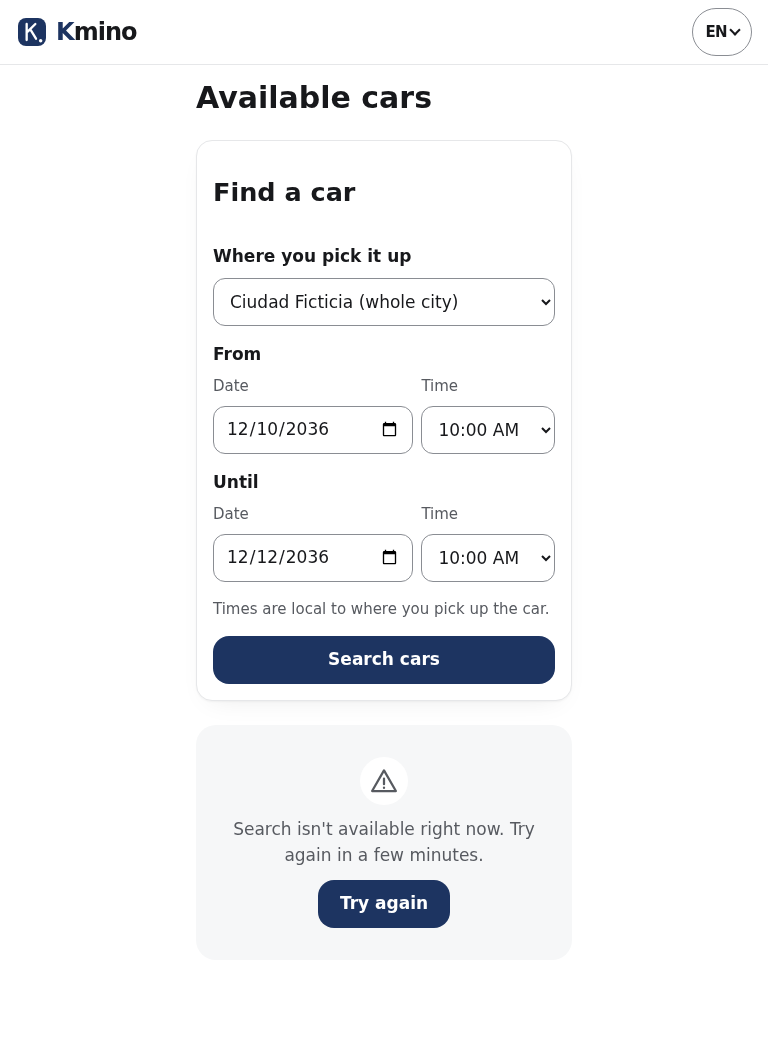 K.
Kmino
EN
Available cars
Find a car
Where you pick it up
Ciudad Ficticia (whole city)
From
Date Time
12/10/2036 10:00 AM
Until
Date Time
12/12/2036 10:00 AM
Times are local to where you pick up the car.
Search cars
Search isn't available right now. Try
again in a few minutes.
Try again